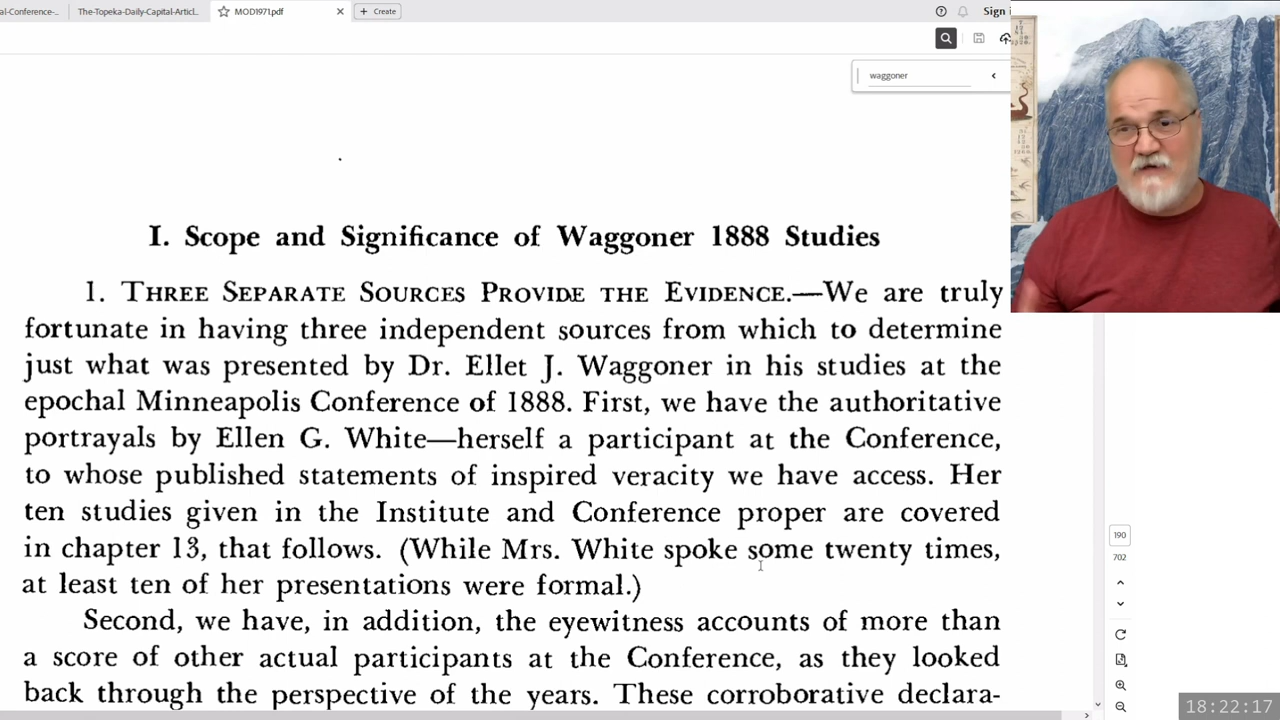 al-Conference-..
The-Topeka-Daily-Capital-Articl..
MOD1971.pdf
Create
Sign i
waggoner
I. Scope and Significance of Waggoner 1888 Studies
1. THREE SEPARATE SOURCES PROVIDE THE EVIDENCE.—We are truly
fortunate in having three independent sources from which to determine
just what was presented by Dr. Ellet J. Waggoner in his studies at the
epochal Minneapolis Conference of 1888. First, we have the authoritative
portrayals by Ellen G. White—herself a participant at the Conference,
to whose published statements of inspired veracity we have access. Her
ten studies given in the Institute and Conference proper are covered
in chapter 13, that follows. (While Mrs. White spoke some twenty times,
at least ten of her presentations were formal.)
Second, we have, in addition, the eyewitness accounts of more than
a score of other actual participants at the Conference, as they looked
back through the perspective of the years. These corroborative declara-
190
702
18:22:17